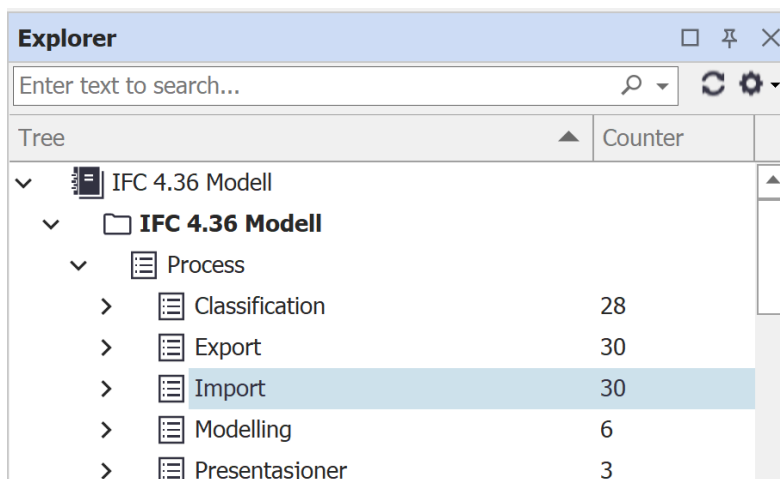 Explorer
Enter text to search...
Tree Counter
IFC 4.36 Modell
IFC 4.36 Modell
Process
Classification 28
Export 30
Import 30
Modelling 6
Presentasjoner 3